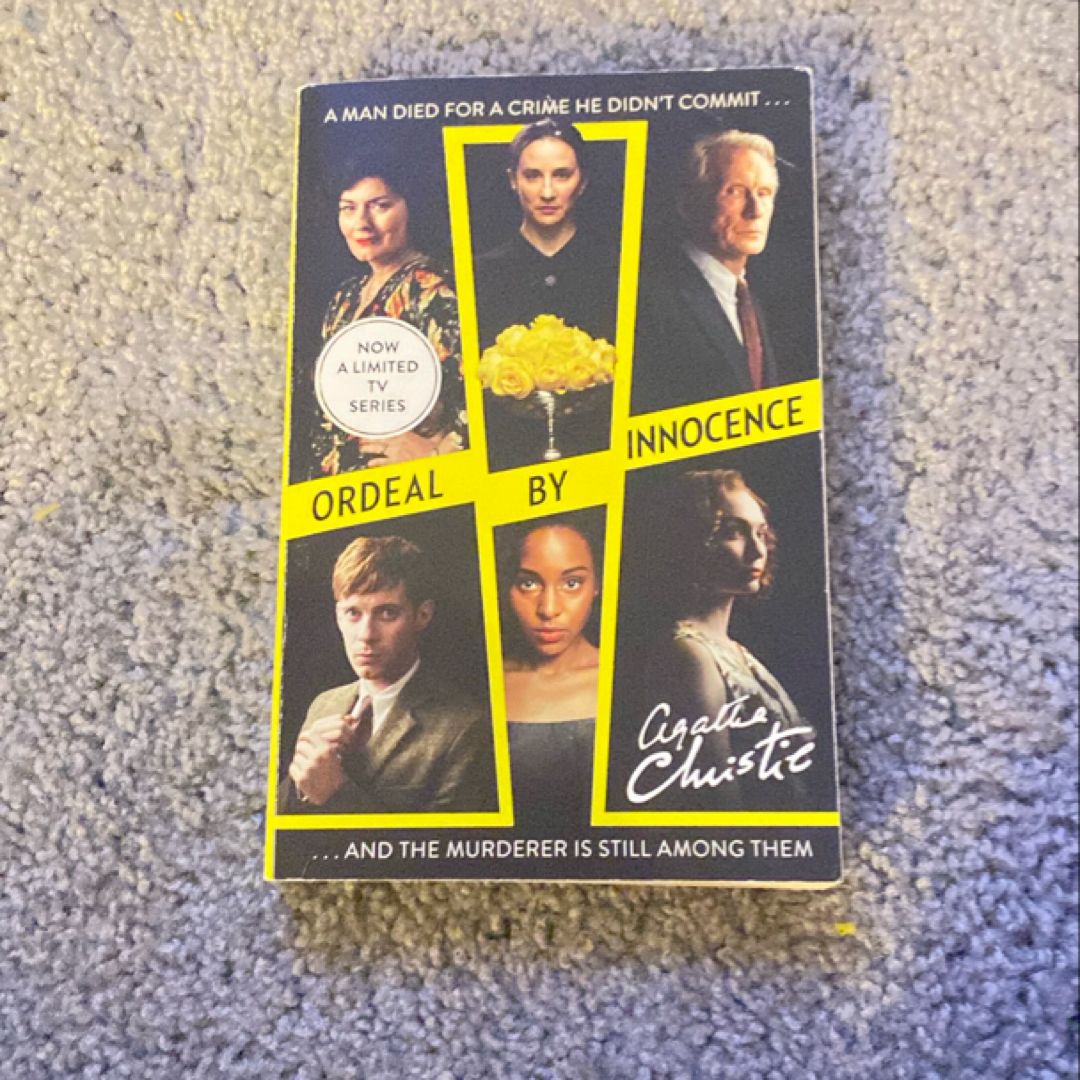 A MAN DIED FOR A CRIME HE DIDN'T COMMIT...
NOW
A LIMITED
TV
SERIES
ORDEAL BY INNOCENCE
Agatha
Christie
...AND THE MURDERER IS STILL AMONG THEM